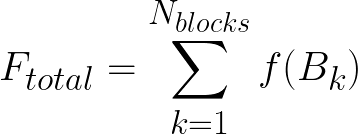 F_{total} = \sum_{k=1}^{N_{blocks}} f(B_k)